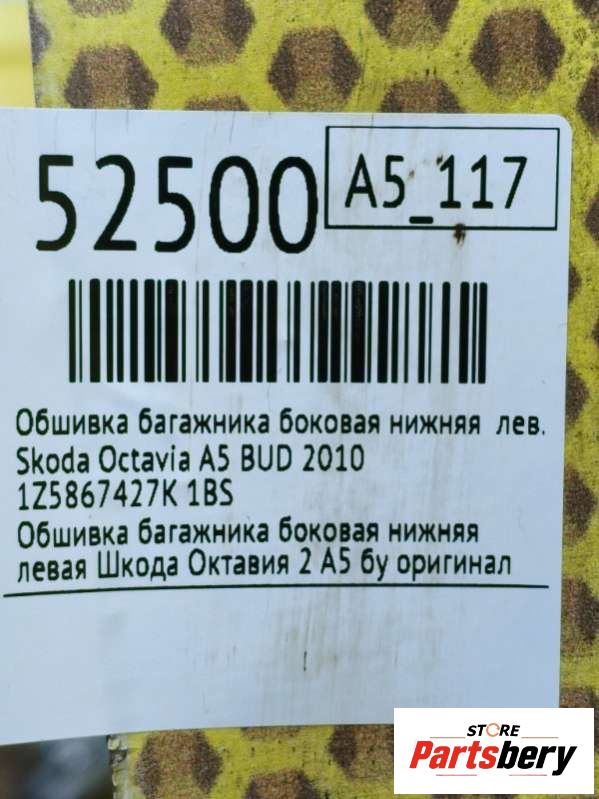 52500
A5_117
Обшивка багажника боковая нижняя лев.
Skoda Octavia A5 BUD 2010
1Z5867427K 1BS
Обшивка багажника боковая нижняя
левая Шкода Октавия 2 А5 бу оригинал
STORE
Partsbery